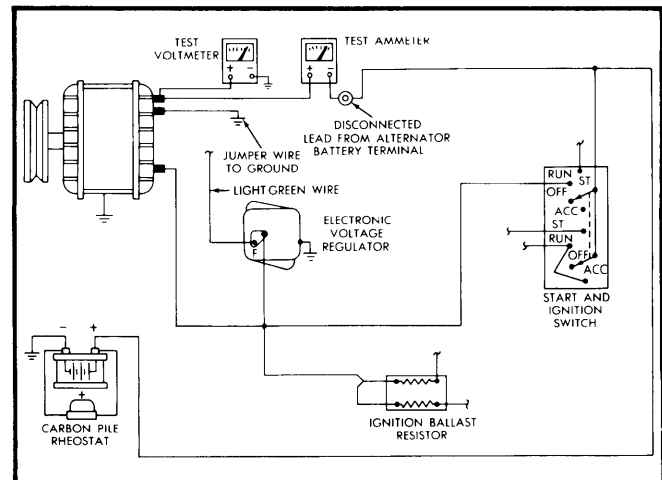 TEST
VOLTMETER
TEST AMMETER
+ −
+ −
DISCONNECTED
LEAD FROM ALTERNATOR
BATTERY TERMINAL
JUMPER WIRE
TO GROUND
LIGHT GREEN WIRE
ELECTRONIC
VOLTAGE
REGULATOR
F
RUN ST
OFF
ACC
ST
RUN
OFF
ACC
START AND
IGNITION
SWITCH
− +
+
CARBON PILE
RHEOSTAT
IGNITION BALLAST
RESISTOR